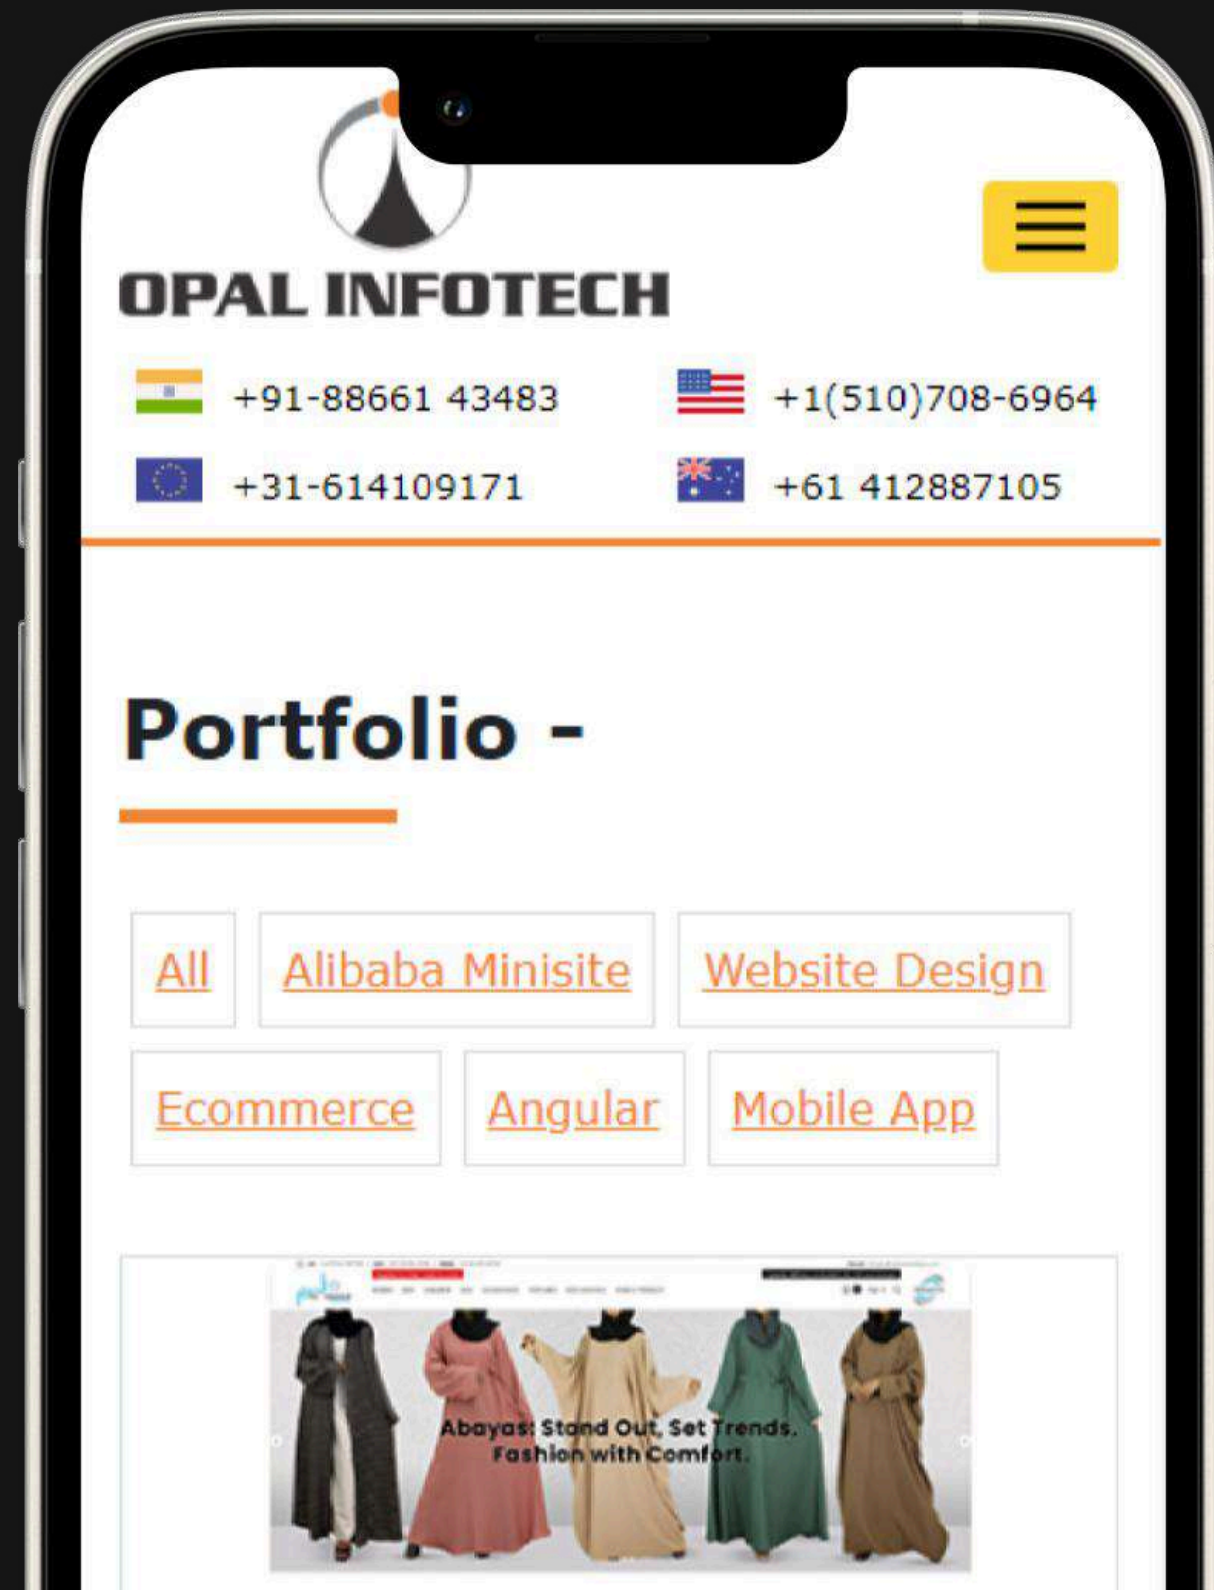 OPAL INFOTECH
+91-88661 43483
+1(510)708-6964
+31-614109171
+61 412887105
Portfolio -
All
Alibaba Minisite
Website Design
Ecommerce
Angular
Mobile App
Abayas: Stand Out, Set Trends.
Fashion with Comfort.